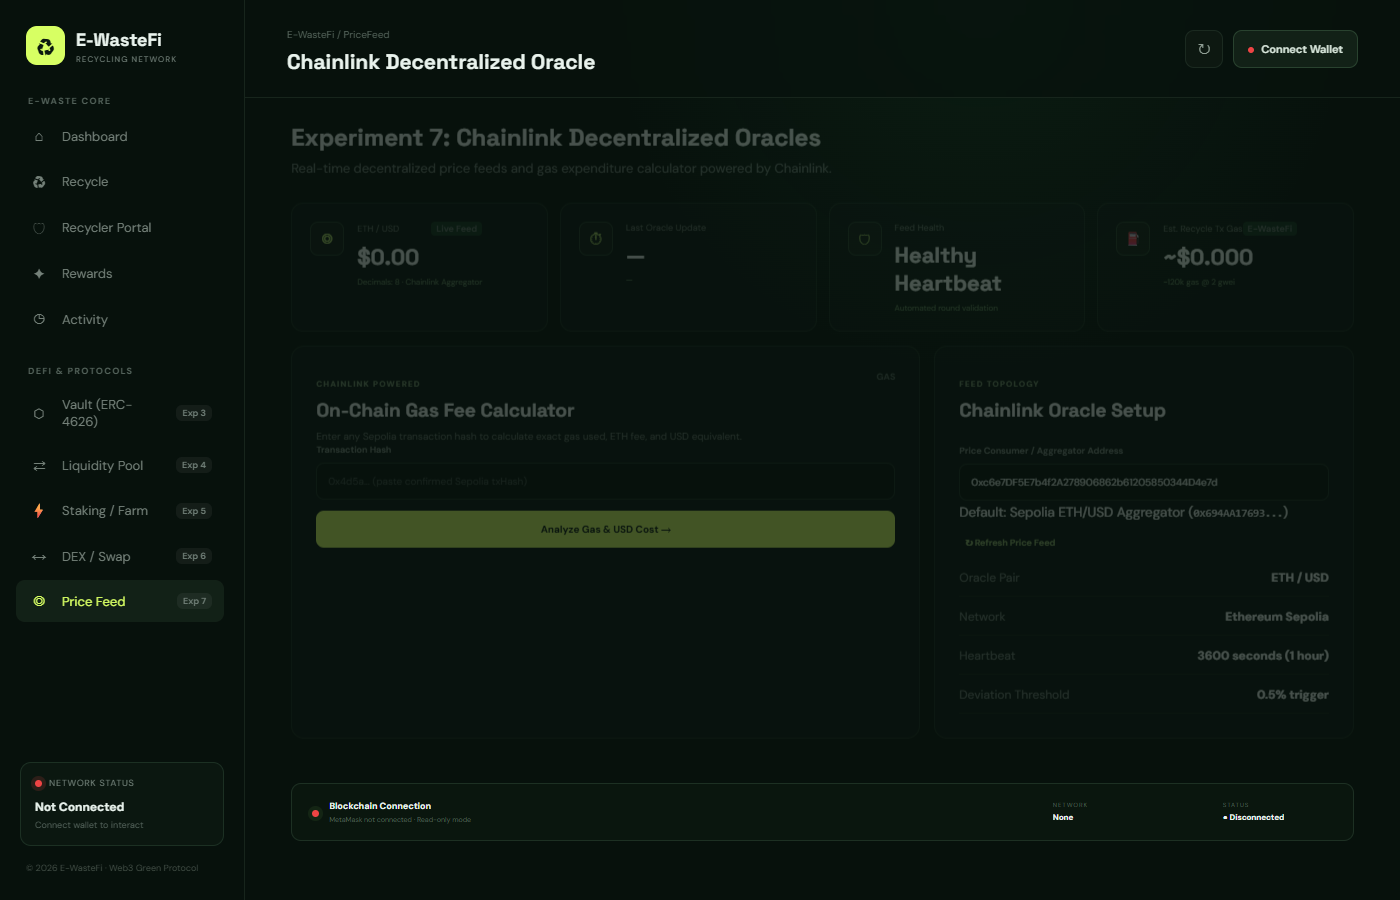 E-WasteFi
RECYCLING NETWORK
E-WASTE CORE
Dashboard
Recycle
Recycler Portal
Rewards
Activity
DEFI & PROTOCOLS
Vault (ERC-
4626)
Exp 3
Liquidity Pool
Exp 4
Staking / Farm
Exp 5
DEX / Swap
Exp 6
Price Feed
Exp 7
NETWORK STATUS
Not Connected
Connect wallet to interact
© 2026 E-WasteFi · Web3 Green Protocol
E-WasteFi / PriceFeed
Chainlink Decentralized Oracle
↻
Connect Wallet
Experiment 7: Chainlink Decentralized Oracles
Real-time decentralized price feeds and gas expenditure calculator powered by Chainlink.
ETH / USD
Live Feed
$0.00
Decimals: 8 · Chainlink Aggregator
Last Oracle Update
—
—
Feed Health
Healthy
Heartbeat
Automated round validation
Est. Recycle Tx Gas
E-WasteFi
~$0.000
~120k gas @ 2 gwei
CHAINLINK POWERED
GAS
On-Chain Gas Fee Calculator
Enter any Sepolia transaction hash to calculate exact gas used, ETH fee, and USD equivalent.
Transaction Hash
0x4d5a... (paste confirmed Sepolia txHash)
Analyze Gas & USD Cost →
FEED TOPOLOGY
Chainlink Oracle Setup
Price Consumer / Aggregator Address
0xc6e7DF5E7b4f2A278906862b61205850344D4e7d
Default: Sepolia ETH/USD Aggregator (0x694AA17693...)
↻ Refresh Price Feed
Oracle Pair
ETH / USD
Network
Ethereum Sepolia
Heartbeat
3600 seconds (1 hour)
Deviation Threshold
0.5% trigger
Blockchain Connection
MetaMask not connected · Read-only mode
NETWORK
None
STATUS
● Disconnected